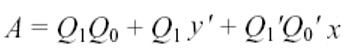 A = Q₁Q₀ + Q₁ y′ + Q₁′Q₀′ x